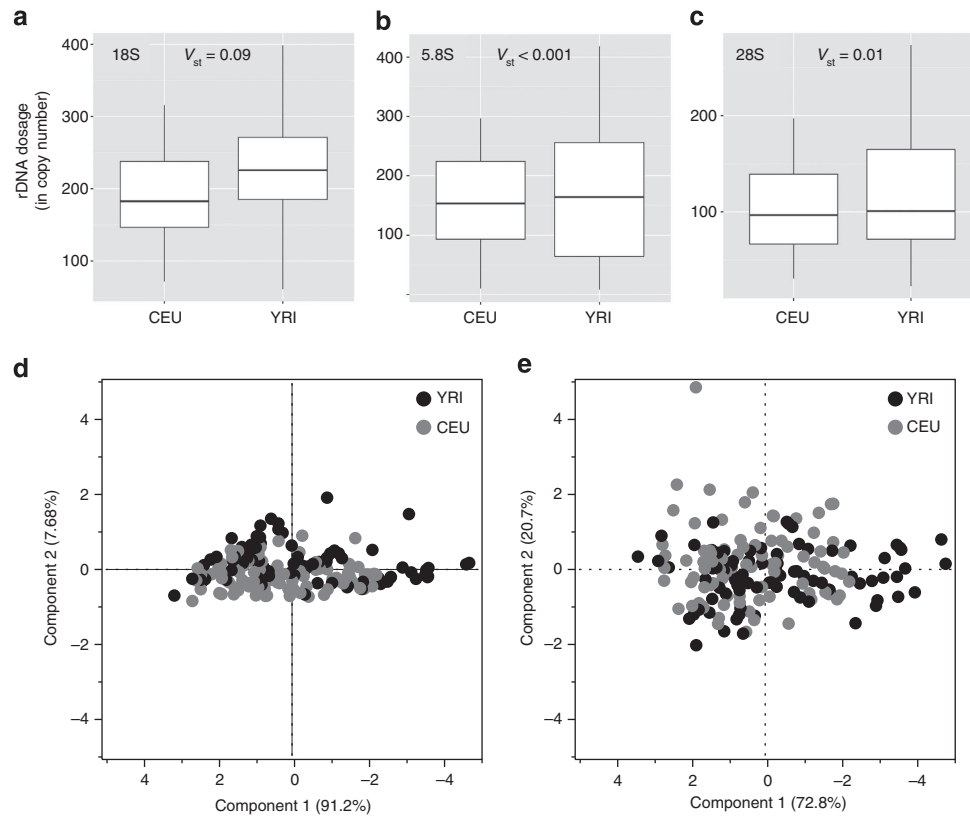 a
18S
Vst = 0.09
rDNA dosage
(in copy number)
400
300
200
100
CEU
YRI
b
5.8S
Vst < 0.001
400
300
200
100
CEU
YRI
c
28S
Vst = 0.01
200
100
CEU
YRI
d
YRI
CEU
Component 2 (7.68%)
4
2
0
−2
−4
4
2
0
−2
−4
Component 1 (91.2%)
e
YRI
CEU
Component 2 (20.7%)
4
2
0
−2
−4
4
2
0
−2
−4
Component 1 (72.8%)